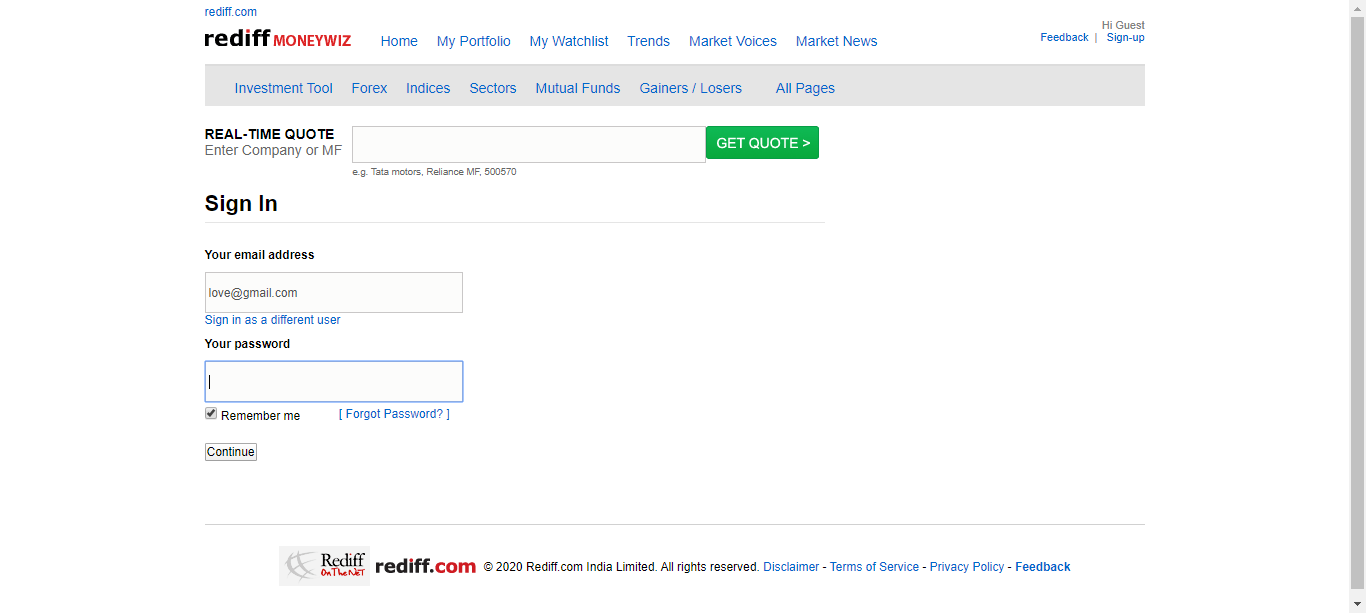 rediff.com
Hi Guest
rediff MONEYWIZ Home My Portfolio My Watchlist Trends Market Voices Market News Feedback | Sign-up
Investment Tool Forex Indices Sectors Mutual Funds Gainers / Losers All Pages
REAL-TIME QUOTE
Enter Company or MF GET QUOTE >
e.g. Tata motors, Reliance MF, 500570
Sign In
Your email address
love@gmail.com
Sign in as a different user
Your password
Remember me [ Forgot Password? ]
Continue
Rediff
On The NeT
rediff.com © 2020 Rediff.com India Limited. All rights reserved. Disclaimer - Terms of Service - Privacy Policy - Feedback